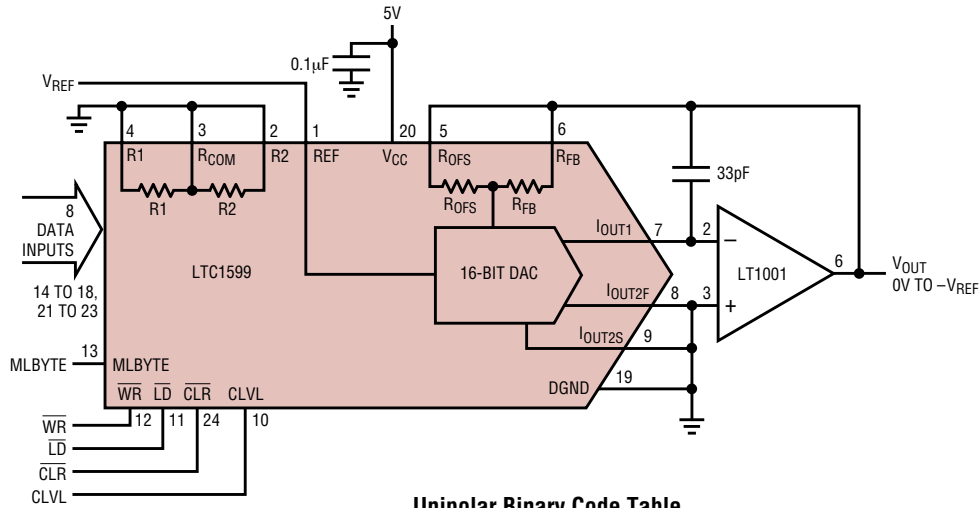 5V
0.1µF
VREF
4
3
2
1
20
5
6
R1
RCOM
R2
REF
VCC
ROFS
RFB
R1
R2
ROFS
RFB
33pF
8
DATA
INPUTS
14 TO 18,
21 TO 23
LTC1599
16-BIT DAC
IOUT1
7
2
−
LT1001
6
VOUT
0V TO –VREF
IOUT2F
8
3
+
IOUT2S
9
13
MLBYTE
MLBYTE
DGND
19
WR
LD
CLR
CLVL
12
11
24
10
WR
LD
CLR
CLVL
Unipolar Binary Code Table